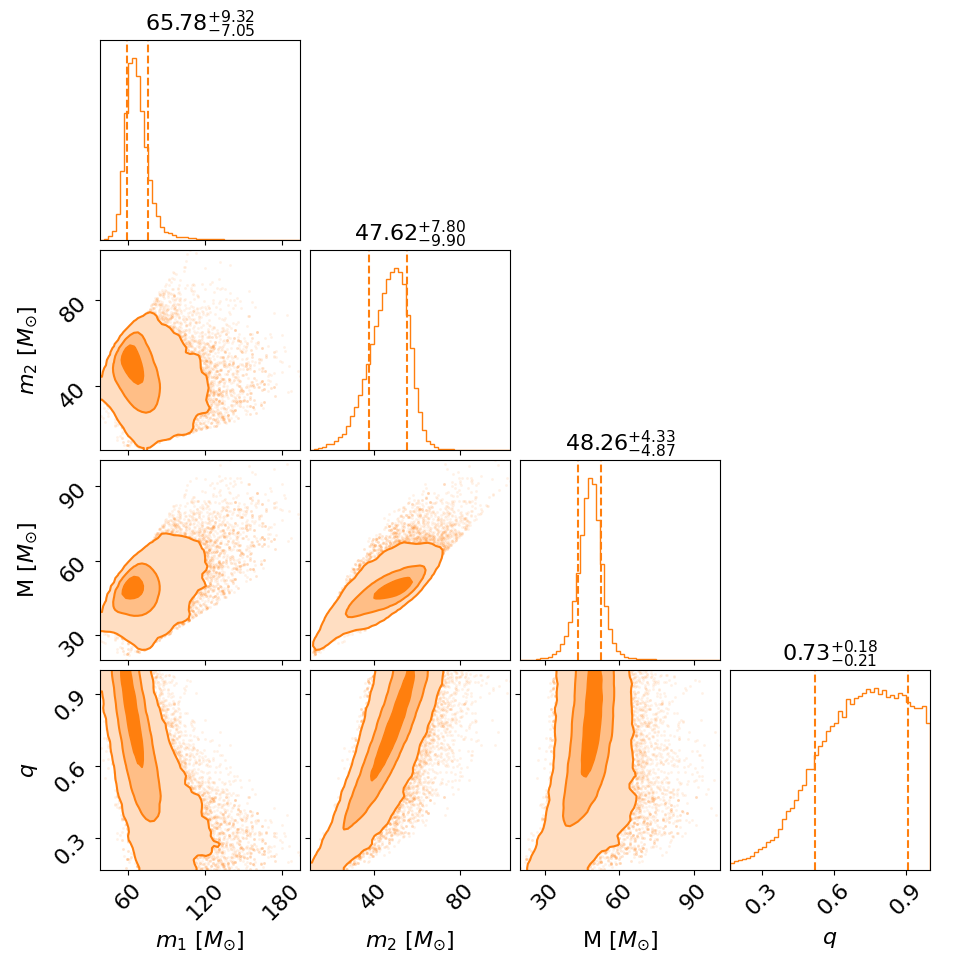 65.78^{+9.32}_{-7.05}
47.62^{+7.80}_{-9.90}
80
40
m_2 [M_⊙]
48.26^{+4.33}_{-4.87}
90
60
30
M [M_⊙]
0.73^{+0.18}_{-0.21}
0.9
0.6
0.3
q
60 120 180 40 80 30 60 90 0.3 0.6 0.9
m_1 [M_⊙] m_2 [M_⊙] M [M_⊙] q